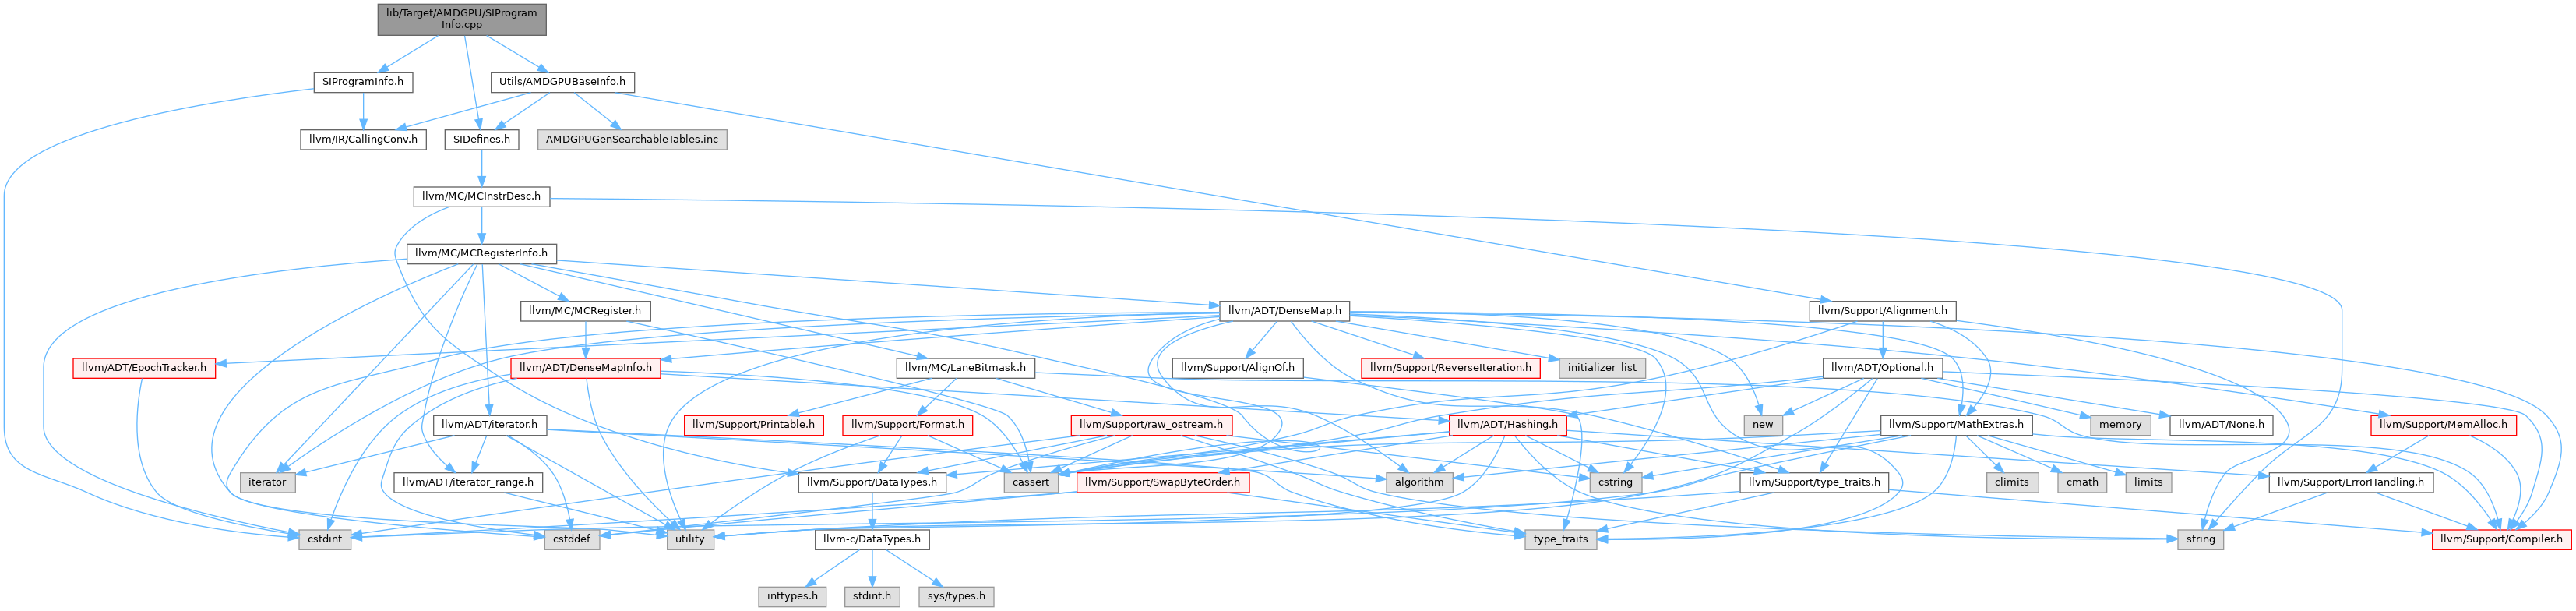 lib/Target/AMDGPU/SIProgram
Info.cpp
SIProgramInfo.h
Utils/AMDGPUBaseInfo.h
llvm/IR/CallingConv.h
SIDefines.h
AMDGPUGenSearchableTables.inc
llvm/MC/MCInstrDesc.h
llvm/MC/MCRegisterInfo.h
llvm/MC/MCRegister.h
llvm/ADT/DenseMap.h
llvm/Support/Alignment.h
llvm/ADT/EpochTracker.h
llvm/ADT/DenseMapInfo.h
llvm/MC/LaneBitmask.h
llvm/Support/AlignOf.h
llvm/Support/ReverseIteration.h
initializer_list
llvm/ADT/Optional.h
llvm/ADT/iterator.h
llvm/Support/Printable.h
llvm/Support/Format.h
llvm/Support/raw_ostream.h
llvm/ADT/Hashing.h
new
llvm/Support/MathExtras.h
memory
llvm/ADT/None.h
llvm/Support/MemAlloc.h
iterator
llvm/ADT/iterator_range.h
llvm/Support/DataTypes.h
cassert
llvm/Support/SwapByteOrder.h
algorithm
cstring
llvm/Support/type_traits.h
climits
cmath
limits
llvm/Support/ErrorHandling.h
cstdint
cstddef
utility
llvm-c/DataTypes.h
type_traits
string
llvm/Support/Compiler.h
inttypes.h
stdint.h
sys/types.h